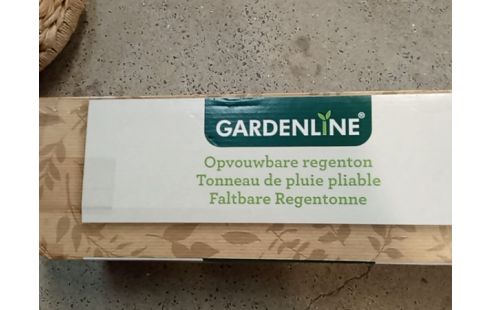 GARDENLINE®
Opvouwbare regenton
Tonneau de pluie pliable
Faltbare Regentonne